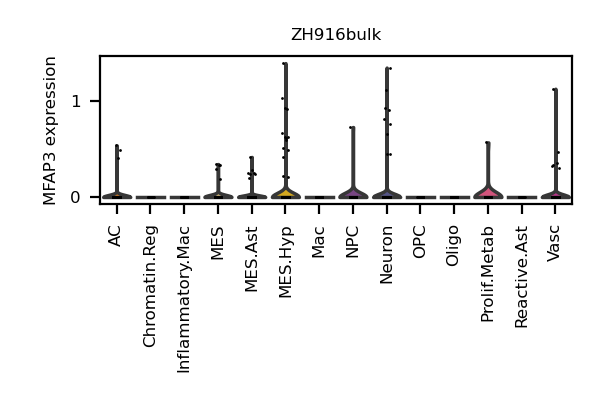 ZH916bulk
MFAP3 expression
1
0
AC
Chromatin.Reg
Inflammatory.Mac
MES
MES.Ast
MES.Hyp
Mac
NPC
Neuron
OPC
Oligo
Prolif.Metab
Reactive.Ast
Vasc